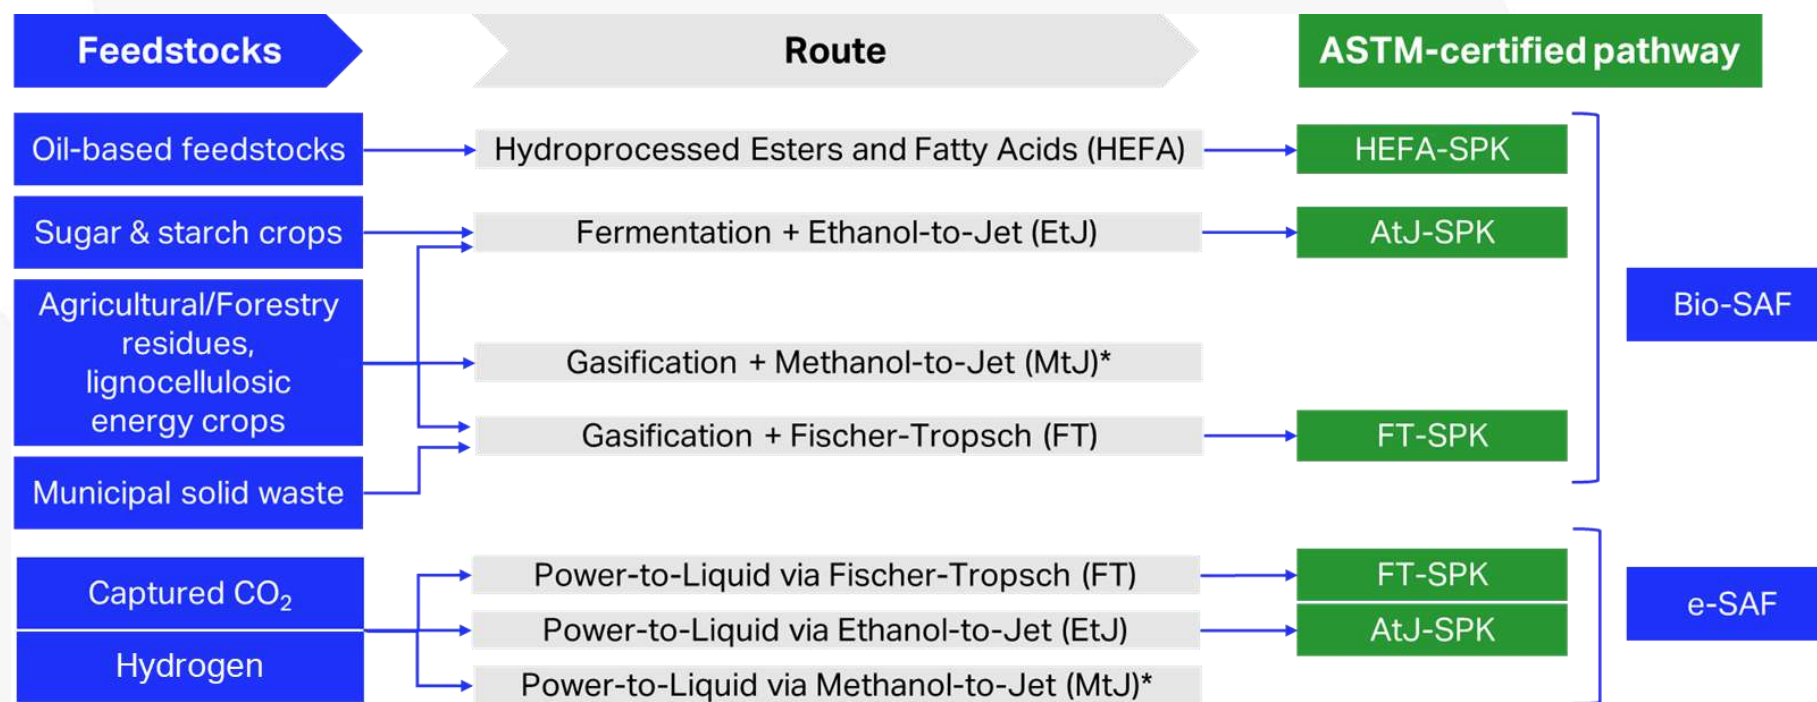 Feedstocks
Route
ASTM-certified pathway
Oil-based feedstocks
Hydroprocessed Esters and Fatty Acids (HEFA)
HEFA-SPK
Sugar & starch crops
Fermentation + Ethanol-to-Jet (EtJ)
AtJ-SPK
Agricultural/Forestry
residues,
lignocellulosic
energy crops
Gasification + Methanol-to-Jet (MtJ)*
Gasification + Fischer-Tropsch (FT)
FT-SPK
Municipal solid waste
Bio-SAF
Captured CO₂
Hydrogen
Power-to-Liquid via Fischer-Tropsch (FT)
FT-SPK
Power-to-Liquid via Ethanol-to-Jet (EtJ)
AtJ-SPK
Power-to-Liquid via Methanol-to-Jet (MtJ)*
e-SAF